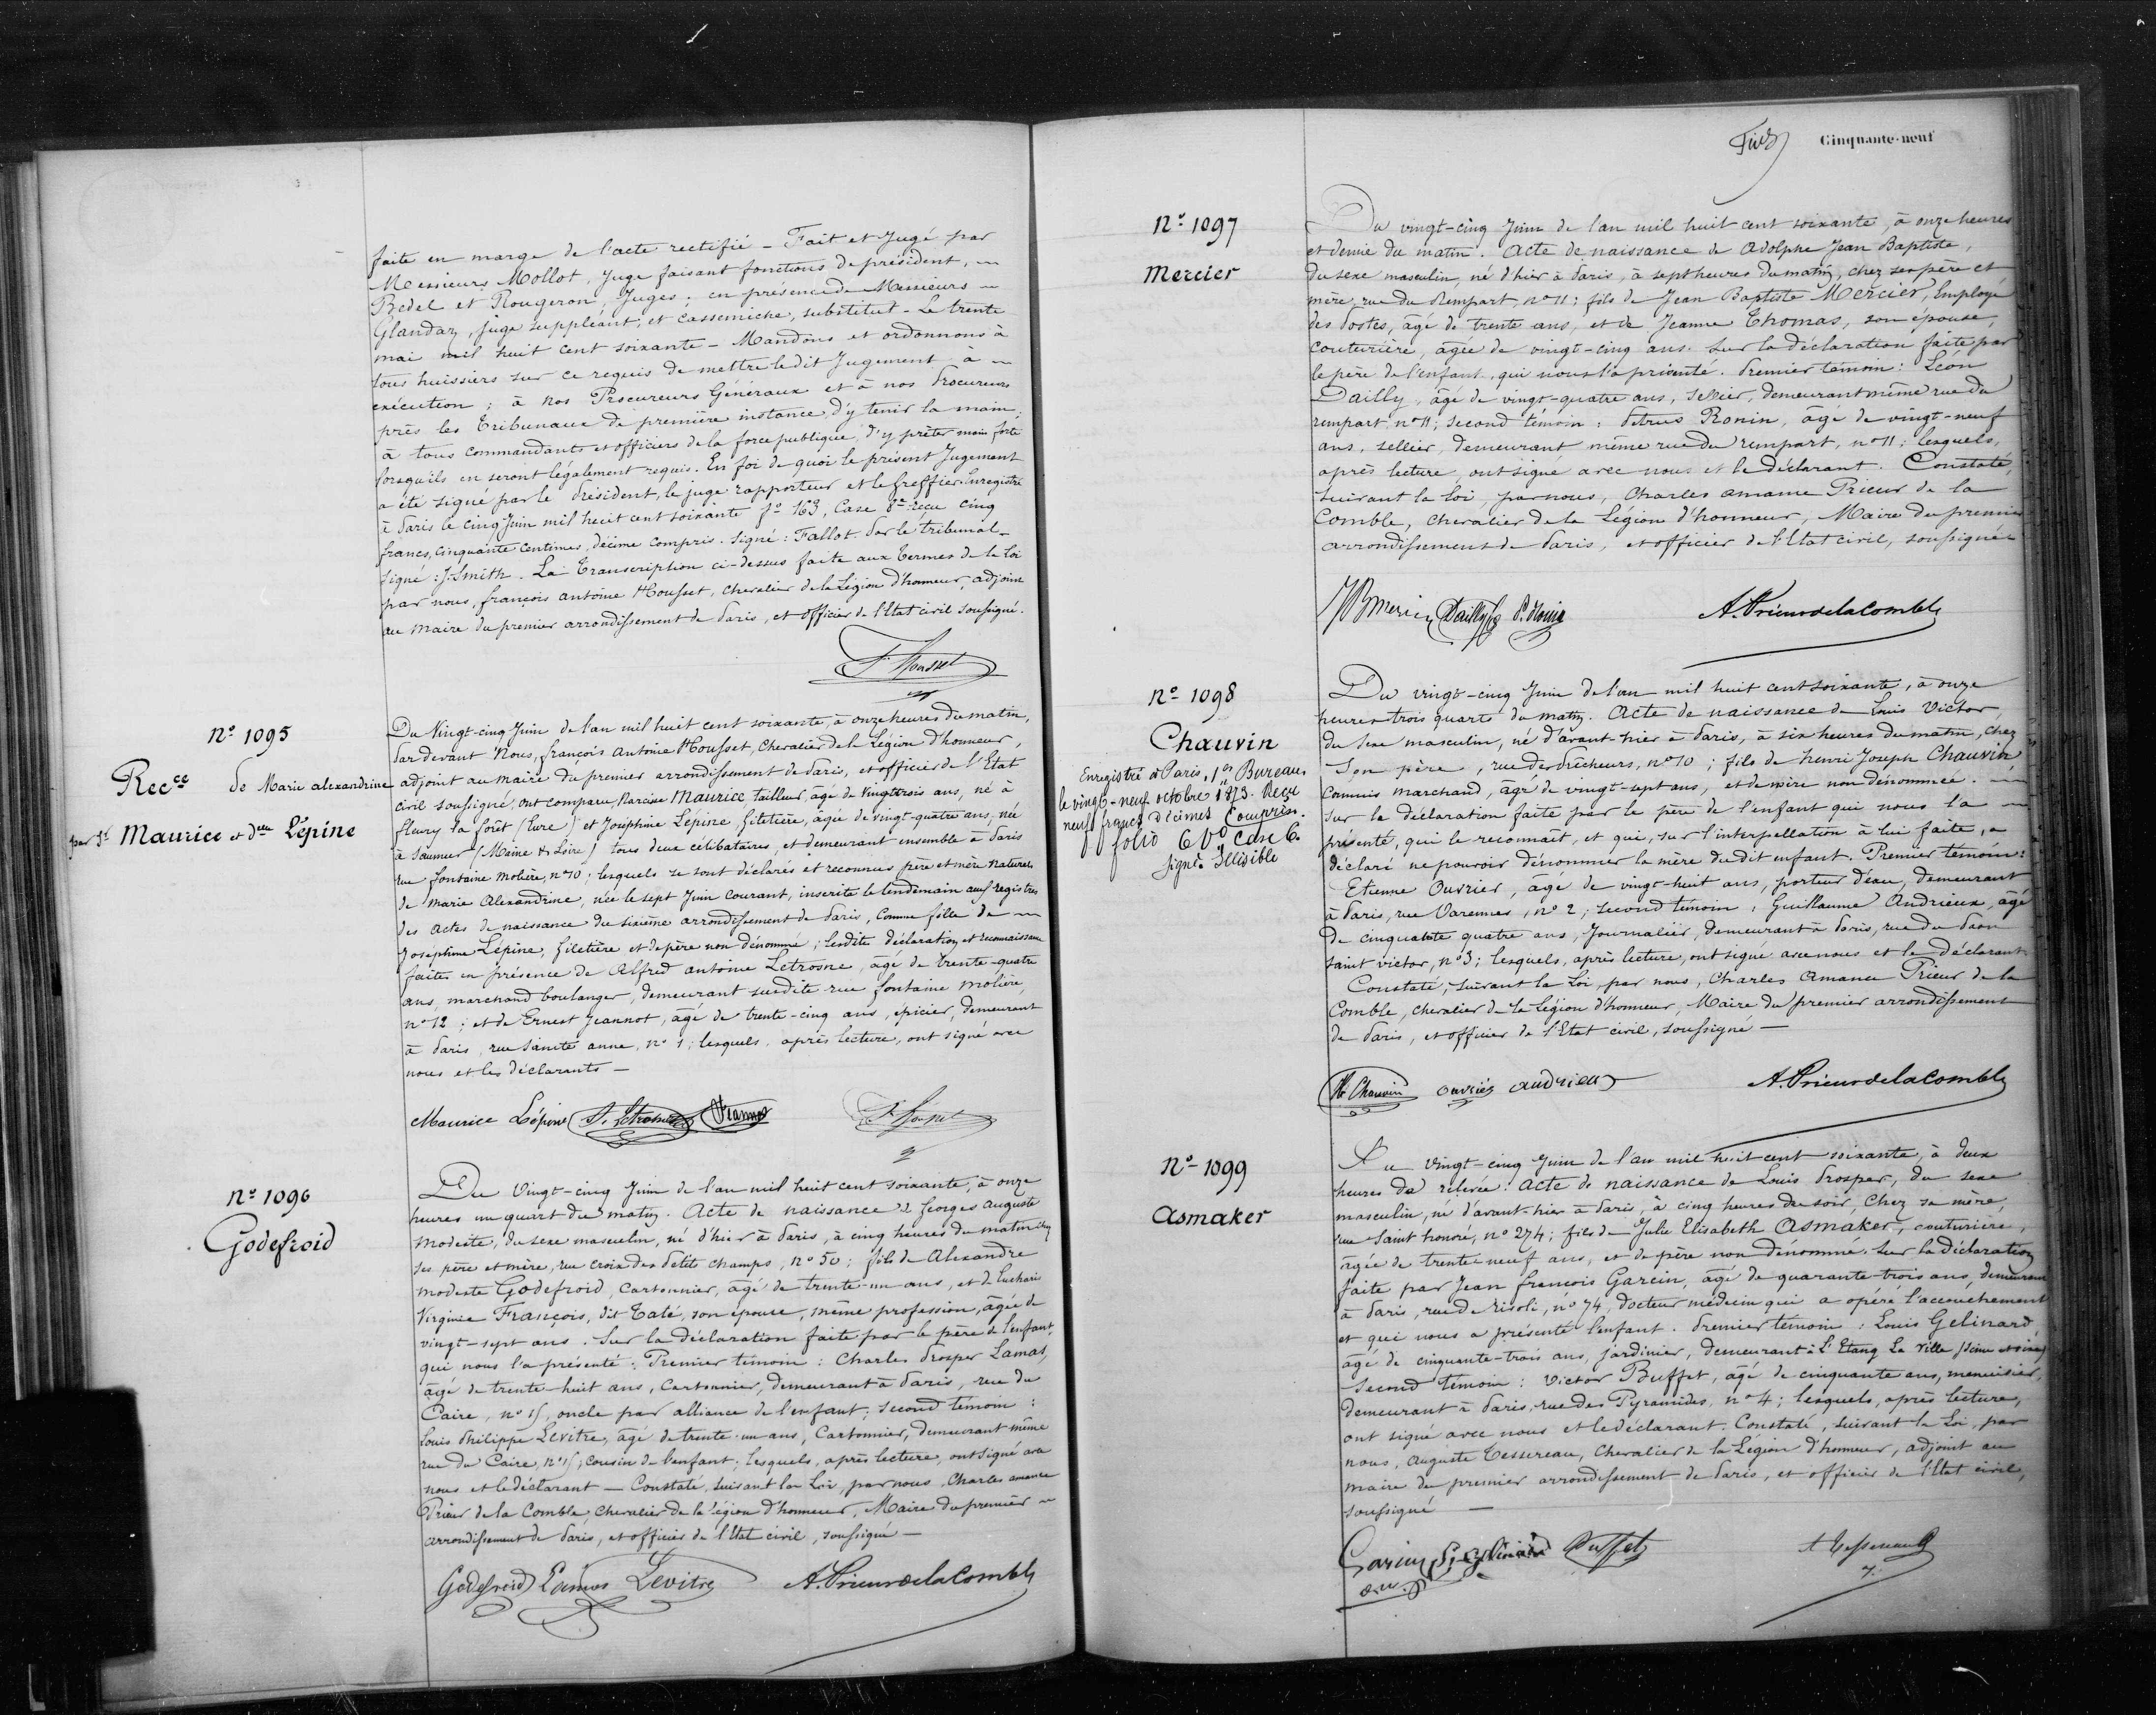 faite en marge de l'acte rectifié - Fait et Jugé par
Messieurs Mollot, Juge faisant fonctions de président,
Bedel et Rougeron, Juges; en présence de Messieurs
Glandaz, juge suppléant; et Cassemiche, substitut - Le trente
mai mil huit cent soixante - Mandons et ordonnons à
tous huissiers sur ce requis de mettre ledit Jugement à
exécution; à nos Procureurs Généraux et à nos Procureurs
près les Tribunaux de première instance d'y tenir la main;
à tous commandants et officiers de la force publique d'y prêter main forte
lorsqu'ils en seront légalement requis. En foi de quoi le présent Jugement
a été signé par le Président, le juge rapporteur et le greffier. Enregistré
à Paris le cinq Juin mil huit cent soixante f° 163, Case 8e reçu cinq
francs, cinquante centimes, décime compris. Signé: Fallot. Par le tribunal-
signé: J. Smith. La Transcription ci-dessus faite aux termes de la loi
par nous, françois antoine Housset, chevalier de la Légion d'honneur, adjoint
au Maire du premier arrondissement de Paris, et officier de l'Etat civil soussigné.
F. Housset
N° 1095
Recce de Marie alexandrine
par Sr Maurice et dlle Lépine
Du Vingt-cinq Juin de l'an mil huit cent soixante, à onze heures du matin,
Par devant Nous, françois Antoine Housset, Chevalier de la Légion d'honneur,
adjoint au maire du premier arrondissement de Paris, et officier de l'Etat
civil soussigné, ont comparu, Narcisse Maurice tailleur, âgé de vingt trois ans, né à
fleury la forêt (Eure) et Joséphine Lépine, filetière, âgée de vingt-quatre ans, née
à Saumur (Maine & Loire) tous deux célibataires, et demeurant ensemble à Paris
rue fontaine Molière, n° 10; lesquels se sont déclarés et reconnus père et mère naturels
de Marie Alexandrine, née le sept Juin courant, inscrite le lendemain aux registres
des actes de naissance du sixième arrondissement de Paris, comme fille de
Joséphine Lépine, filetière et de père non dénommé; lesdite déclaration et reconnaissance
faites en présence de Alfred antoine Letrosne, âgé de trente-quatre
ans, marchand boulanger, demeurant susdite rue fontaine Molière,
n° 12; et de Ernest Jeannot, âgé de trente-cinq ans, épicier, demeurant
à Paris, rue Sainte anne, n° 1; lesquels, après lecture, ont signé avec
nous et les déclarants -
Maurice Lépine A. Letrosne Jeannot F. Housset
N° 1096
Godefroid
Du Vingt-cinq Juin de l'an mil huit cent soixante, à onze
heures un quart du matin. Acte de naissance de Georges Auguste
Modeste, du sexe masculin, né d'hier à Paris, à cinq heures du matin chez
ses père et mère, rue croix des Petits champs, n° 50; fils de Alexandre
modeste Godefroid, cartonnier, âgé de trente-un ans, et de Eucharis
Virginie François, dit Taté, son épouse, même profession, âgée de
vingt-sept ans. Sur la déclaration faite par le père de l'enfant,
qui nous l'a présenté: Premier témoin: Charles Prosper Lamas,
âgé de trente-huit ans, Cartonnier, demeurant à Paris, rue du
Caire, n° 15, oncle par alliance de l'enfant; second témoin:
Louis Philippe Levitre, âgé de trente-un ans, Cartonnier, demeurant même
rue du Caire, n° 15, cousin de l'enfant; lesquels, après lecture, ont signé avec
nous et le déclarant - Constaté, suivant la Loi, par nous, Charles amance
Prieur de la Comble, chevalier de la Légion d'honneur, Maire du premier
arrondissement de Paris, et officier de l'Etat civil, soussigné -
Godefroid Lamas Levitre A. Prieur de la Comble
Cinquante-neuf
N° 1097
Mercier
Du vingt-cinq Juin de l'an mil huit cent soixante, à onze heures
et demie du matin. Acte de naissance de Adolphe Jean Baptiste,
du sexe masculin, né d'hier à Paris, à sept heures du matin, chez ses père et
mère, rue du Rempart, n° 11; fils de Jean Baptiste Mercier, Employé
des Postes, âgé de trente ans, et de Jeanne Thomas, son épouse,
couturière, âgée de vingt-cinq ans. Sur la déclaration faite par
le père de l'enfant, qui nous l'a présenté. Premier témoin: Léon
Dailly, âgé de vingt-quatre ans, sellier, demeurant même rue du
rempart, n° 11; second témoin: Petrus Ronin, âgé de vingt-neuf
ans, sellier, demeurant même rue du rempart, n° 11; lesquels,
après lecture, ont signé avec nous et le déclarant. Constaté,
suivant la Loi, par nous, Charles amance Prieur de la
Comble, chevalier de la Légion d'honneur, Maire du premier
arrondissement de Paris, et officier de l'Etat civil, soussigné
JB Mercier Dailly P. Ronin A. Prieur de la Comble
N° 1098
Chauvin
Enregistré à Paris, 1er Bureau
le vingt-neuf octobre 1873. Reçu
neuf francs décimes compris.
folio 6 Vo Case 6.
Signé: Illisible
Du vingt-cinq Juin de l'an mil huit cent soixante, à onze
heures trois quarts du matin. Acte de naissance de Louis Victor,
du sexe masculin, né d'avant-hier à Paris, à six heures du matin, chez
son père, rue des Prêcheurs, n° 10; fils de henri Joseph Chauvin
commis marchand, âgé de vingt-sept ans, et de mère non dénommée.
Sur la déclaration faite par le père de l'enfant qui nous l'a
présenté, qui le reconnaît, et qui, sur l'interpellation à lui faite, a
déclaré ne pouvoir dénommer la mère du dit enfant. Premier témoin:
Etienne Ouvrier, âgé de vingt-huit ans, porteur d'eau, demeurant
à Paris, rue Varennes, n° 2; second témoin: Guillaume Andrieux, âgé
de cinquante quatre ans, Journalier, demeurant à Paris, rue du Paon
saint victor, n° 3; lesquels, après lecture, ont signé avec nous et le déclarant
Constaté, suivant la Loi, par nous, Charles Amance Prieur de la
Comble, chevalier de la Légion d'honneur, Maire du premier arrondissement
de Paris, et officier de l'Etat civil, soussigné -
H. Chauvin ouvrier andrieux A. Prieur de la Comble
N° 1099
Asmaker
Du Vingt-cinq Juin de l'an mil huit cent soixante, à deux
heures de relevée. Acte de naissance de Louis Prosper, du sexe
masculin, né d'avant-hier à Paris, à cinq heures du soir, chez sa mère,
rue Saint honoré, n° 274; fils de Julie Elisabeth Asmaker, couturière,
âgée de trente-neuf ans, et de père non dénommé. Sur la déclaration
faite par Jean François Garcin, âgé de quarante-trois ans, demeurant
à Paris, rue de Rivoli, n° 74, docteur médecin qui a opéré l'accouchement
et qui nous a présenté l'enfant. Premier témoin: Louis Gelinard,
âgé de cinquante-trois ans, jardinier, demeurant à L'Etang La Ville (Seine et oise)
Second témoin: Victor Buffet, âgé de cinquante ans, menuisier,
demeurant à Paris, rue des Pyramides, n° 4; lesquels, après lecture,
ont signé avec nous et le déclarant. Constaté, suivant la Loi, par
nous, Auguste Tessereau, Chevalier de la Légion d'honneur, adjoint au
maire du premier arrondissement de Paris, et officier de l'Etat civil,
soussigné -
Garcin Gelinard Buffet A Tessereau